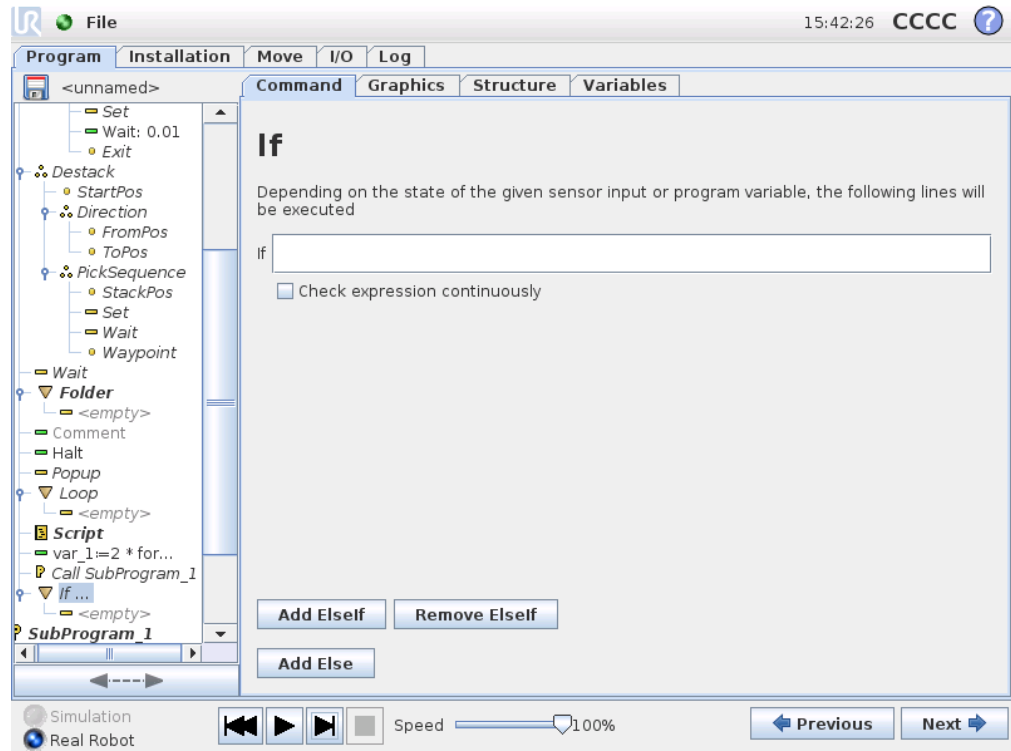 UR File 15:42:26 CCCC ?
Program Installation Move I/O Log
<unnamed>
Command Graphics Structure Variables
Set
Wait: 0.01
Exit
Destack
StartPos
Direction
FromPos
ToPos
PickSequence
StackPos
Set
Wait
Waypoint
Wait
Folder
<empty>
Comment
Halt
Popup
Loop
<empty>
Script
var_1:=2 * for...
Call SubProgram_1
If ...
<empty>
SubProgram_1
If
Depending on the state of the given sensor input or program variable, the following lines will
be executed
If
Check expression continuously
Add ElseIf Remove ElseIf
Add Else
Simulation
Real Robot
Speed 100%
Previous Next